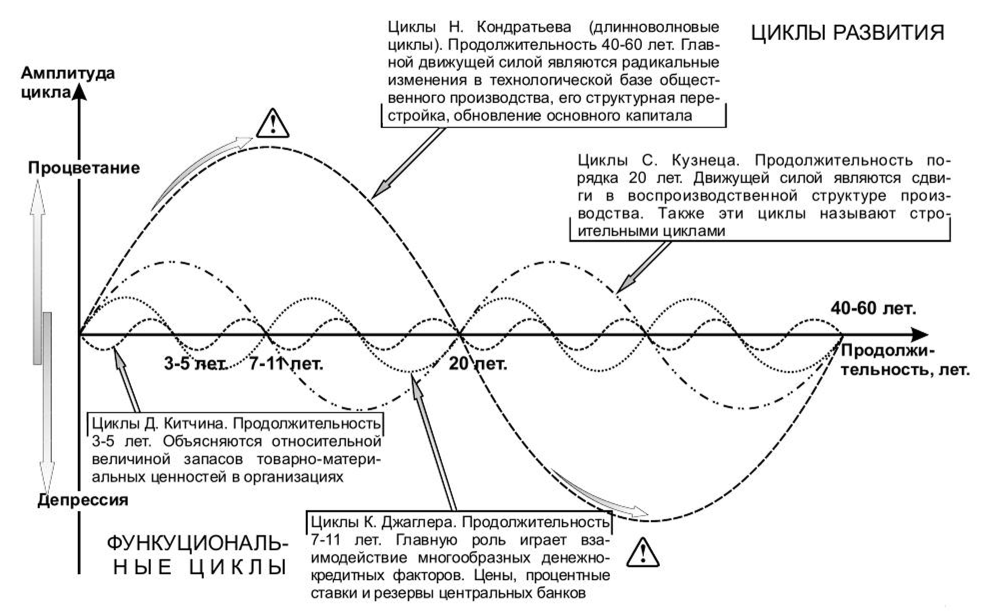 Циклы Н. Кондратьева (длинноволновые
циклы). Продолжительность 40-60 лет. Глав-
ной движущей силой являются радикальные
изменения в технологической базе общест-
венного производства, его структурная пере-
стройка, обновление основного капитала
ЦИКЛЫ РАЗВИТИЯ
Амплитуда
цикла
Процветание
Циклы С. Кузнеца. Продолжительность по-
рядка 20 лет. Движущей силой являются сдви-
ги в воспроизводственной структуре произ-
водства. Также эти циклы называют стро-
ительными циклами
40-60 лет.
3-5 лет.
7-11 лет.
20 лет.
Продолжи-
тельность, лет.
Циклы Д. Китчина. Продолжительность
3-5 лет. Объясняются относительной
величиной запасов товарно-матери-
альных ценностей в организациях
Депрессия
Циклы К. Джаглера. Продолжительность
7-11 лет. Главную роль играет вза-
имодействие многообразных денежно-
кредитных факторов. Цены, процентные
ставки и резервы центральных банков
ФУНКУЦИОНАЛЬ-
НЫЕ ЦИКЛЫ